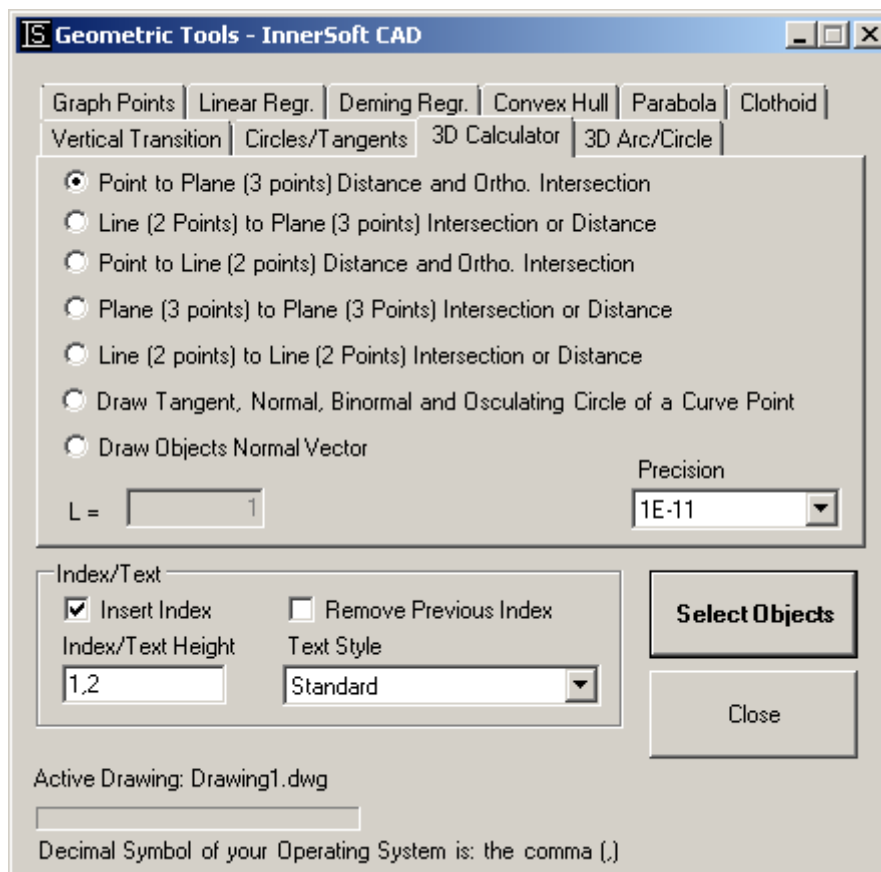 Geometric Tools - InnerSoft CAD
Graph Points Linear Regr. Deming Regr. Convex Hull Parabola Clothoid
Vertical Transition Circles/Tangents 3D Calculator 3D Arc/Circle
Point to Plane (3 points) Distance and Ortho. Intersection
Line (2 Points) to Plane (3 points) Intersection or Distance
Point to Line (2 points) Distance and Ortho. Intersection
Plane (3 points) to Plane (3 Points) Intersection or Distance
Line (2 points) to Line (2 Points) Intersection or Distance
Draw Tangent, Normal, Binormal and Osculating Circle of a Curve Point
Draw Objects Normal Vector
Precision
L = 1
1E-11
Index/Text
Insert Index Remove Previous Index
Index/Text Height Text Style
1,2 Standard
Select Objects
Close
Active Drawing: Drawing1.dwg
Decimal Symbol of your Operating System is: the comma (,)